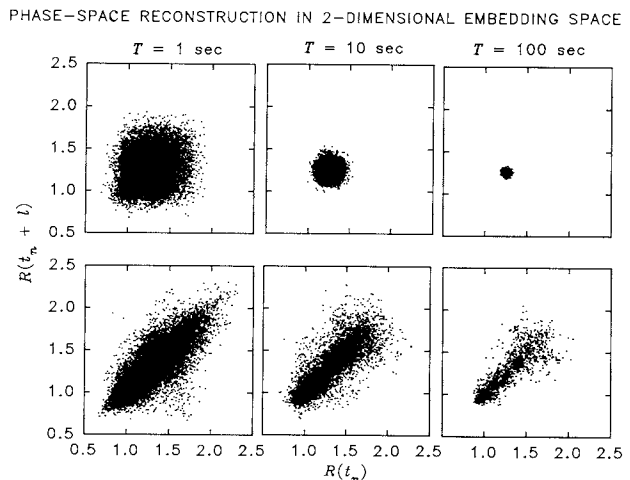 PHASE-SPACE RECONSTRUCTION IN 2-DIMENSIONAL EMBEDDING SPACE
T = 1 sec
T = 10 sec
T = 100 sec
2.5
2.0
1.5
1.0
0.5
R(tₙ + l)
2.5
2.0
1.5
1.0
0.5
0.5 1.0 1.5 2.0 2.5
1.0 1.5 2.0 2.5
1.0 1.5 2.0 2.5
R(tₙ)